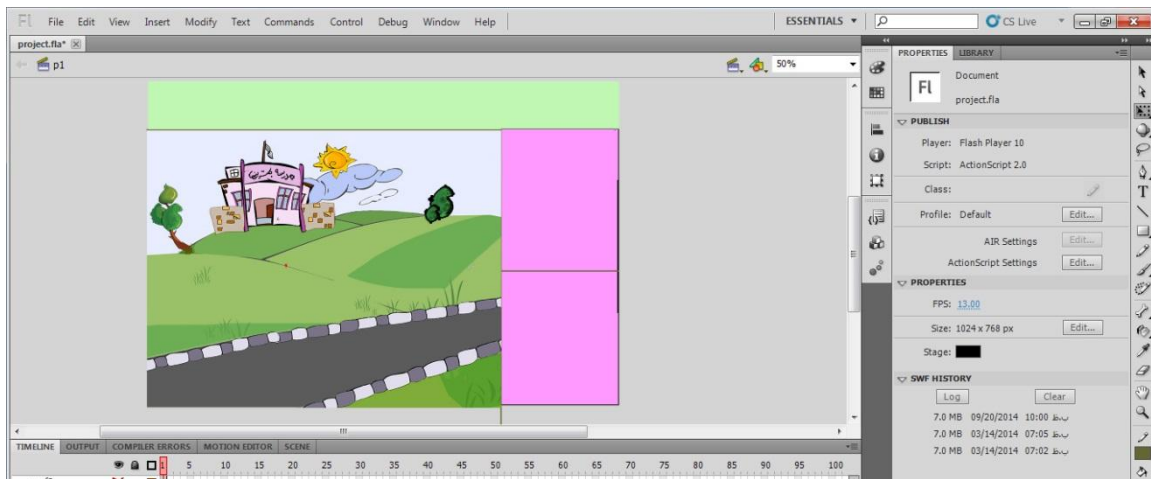 Fl File Edit View Insert Modify Text Commands Control Debug Window Help ESSENTIALS CS Live
project.fla*
p1 50%
PROPERTIES LIBRARY
Fl Document
project.fla
PUBLISH
Player: Flash Player 10
Script: ActionScript 2.0
Class:
Profile: Default Edit...
AIR Settings Edit...
ActionScript Settings Edit...
PROPERTIES
FPS: 13.00
Size: 1024 x 768 px Edit...
Stage:
SWF HISTORY
Log Clear
7.0 MB 09/20/2014 10:00 ب.ظ
7.0 MB 03/14/2014 07:05 ب.ظ
7.0 MB 03/14/2014 07:02 ب.ظ
TIMELINE OUTPUT COMPILER ERRORS MOTION EDITOR SCENE
1 5 10 15 20 25 30 35 40 45 50 55 60 65 70 75 80 85 90 95 100